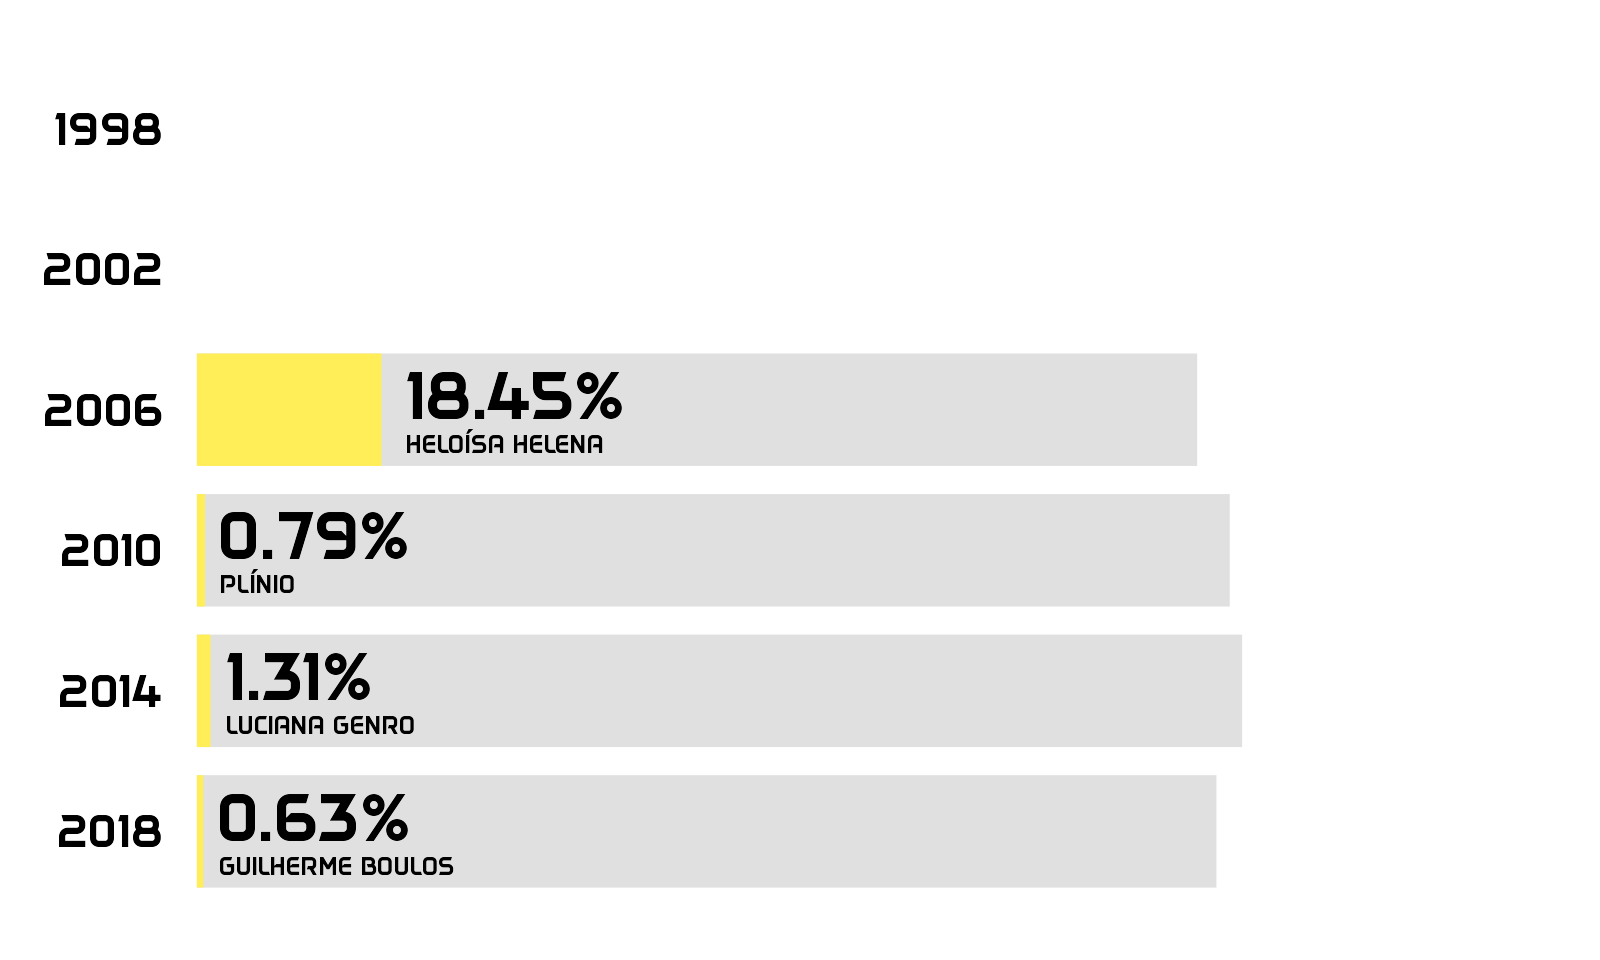 1998
2002
2006
18.45%
HELOÍSA HELENA
2010
0.79%
PLÍNIO
2014
1.31%
LUCIANA GENRO
2018
0.63%
GUILHERME BOULOS